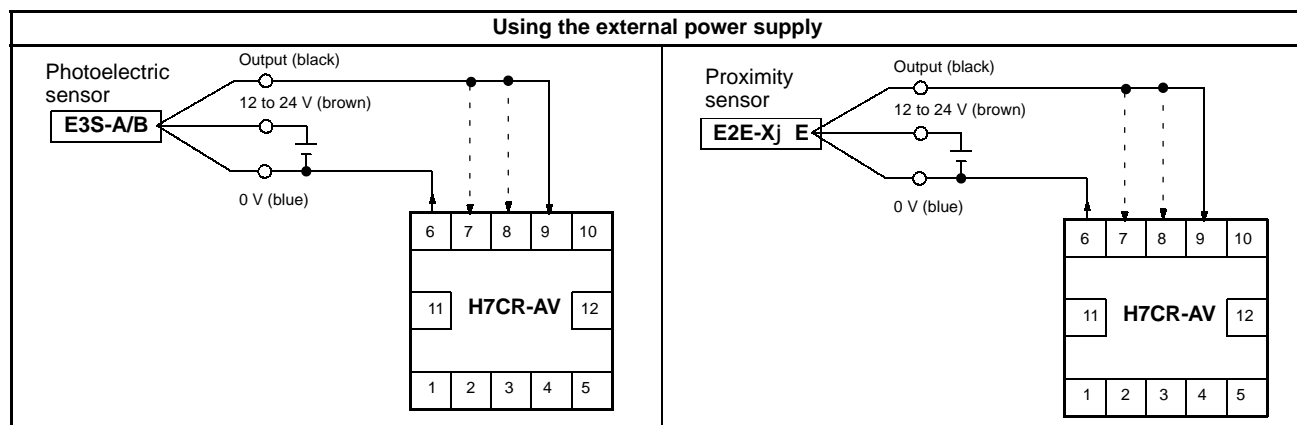 Using the external power supply
Photoelectric
sensor
E3S-A/B
Output (black)
12 to 24 V (brown)
0 V (blue)
6 7 8 9 10
11 H7CR-AV 12
1 2 3 4 5
Proximity
sensor
E2E-Xj E
Output (black)
12 to 24 V (brown)
0 V (blue)
6 7 8 9 10
11 H7CR-AV 12
1 2 3 4 5